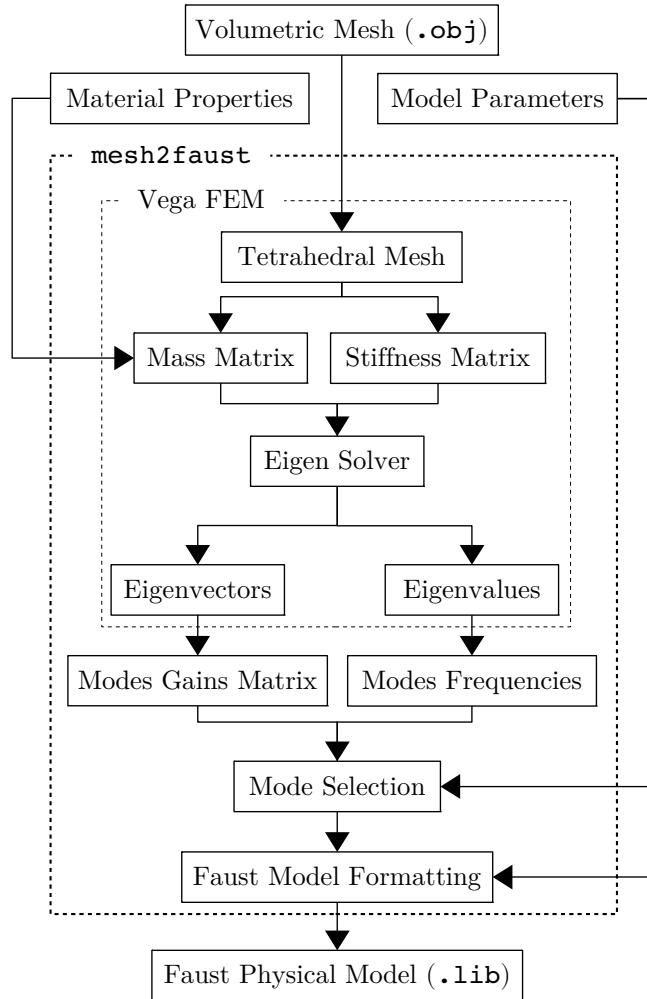 Volumetric Mesh (.obj)
Material Properties
Model Parameters
mesh2faust
Vega FEM
Tetrahedral Mesh
Mass Matrix
Stiffness Matrix
Eigen Solver
Eigenvectors
Eigenvalues
Modes Gains Matrix
Modes Frequencies
Mode Selection
Faust Model Formatting
Faust Physical Model (.lib)